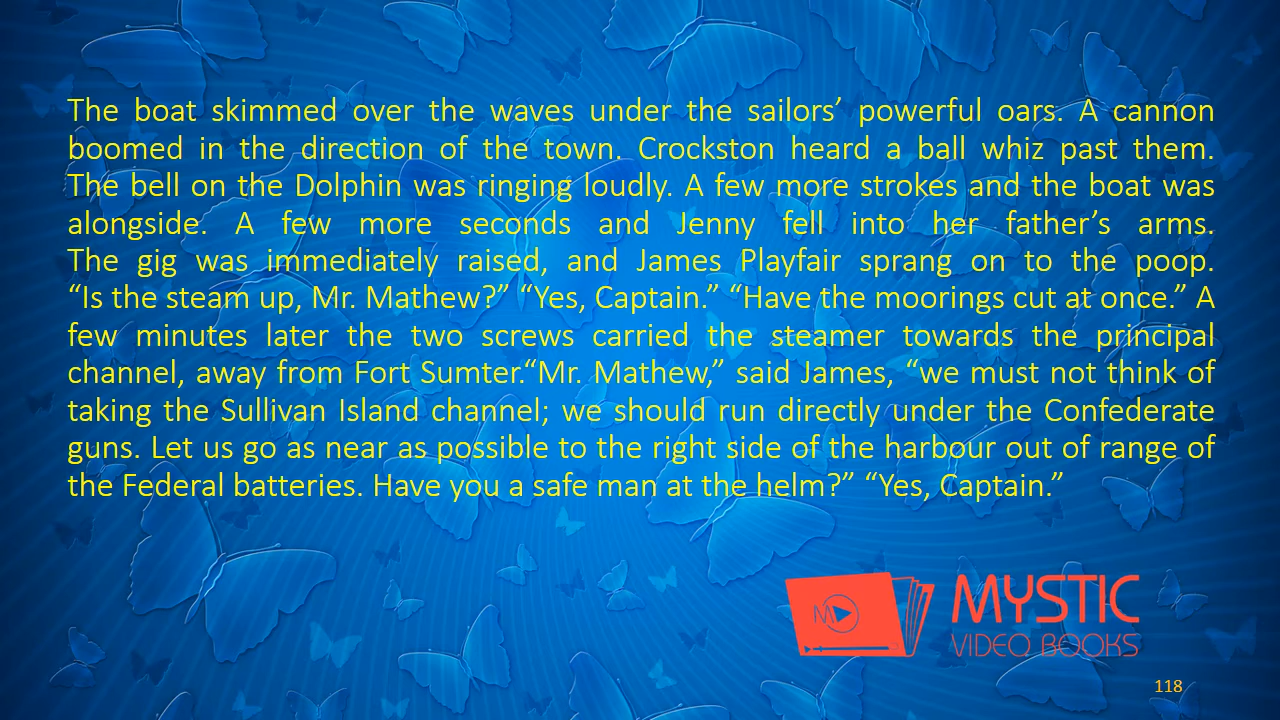 The boat skimmed over the waves under the sailors’ powerful oars. A cannon
boomed in the direction of the town. Crockston heard a ball whiz past them.
The bell on the Dolphin was ringing loudly. A few more strokes and the boat was
alongside. A few more seconds and Jenny fell into her father’s arms.
The gig was immediately raised, and James Playfair sprang on to the poop.
“Is the steam up, Mr. Mathew?” “Yes, Captain.” “Have the moorings cut at once.” A
few minutes later the two screws carried the steamer towards the principal
channel, away from Fort Sumter.“Mr. Mathew,” said James, “we must not think of
taking the Sullivan Island channel; we should run directly under the Confederate
guns. Let us go as near as possible to the right side of the harbour out of range of
the Federal batteries. Have you a safe man at the helm?” “Yes, Captain.”
M
MYSTIC
VIDEO BOOKS
118